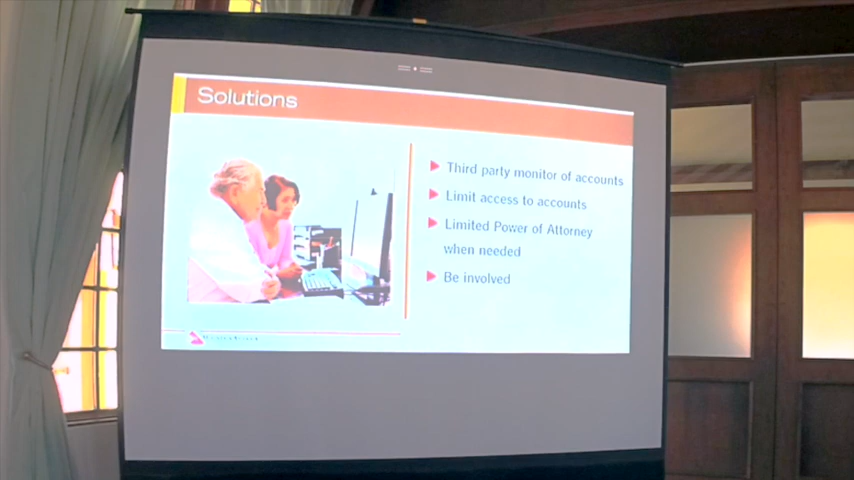 Solutions
Third party monitor of accounts
Limit access to accounts
Limited Power of Attorney
when needed
Be involved